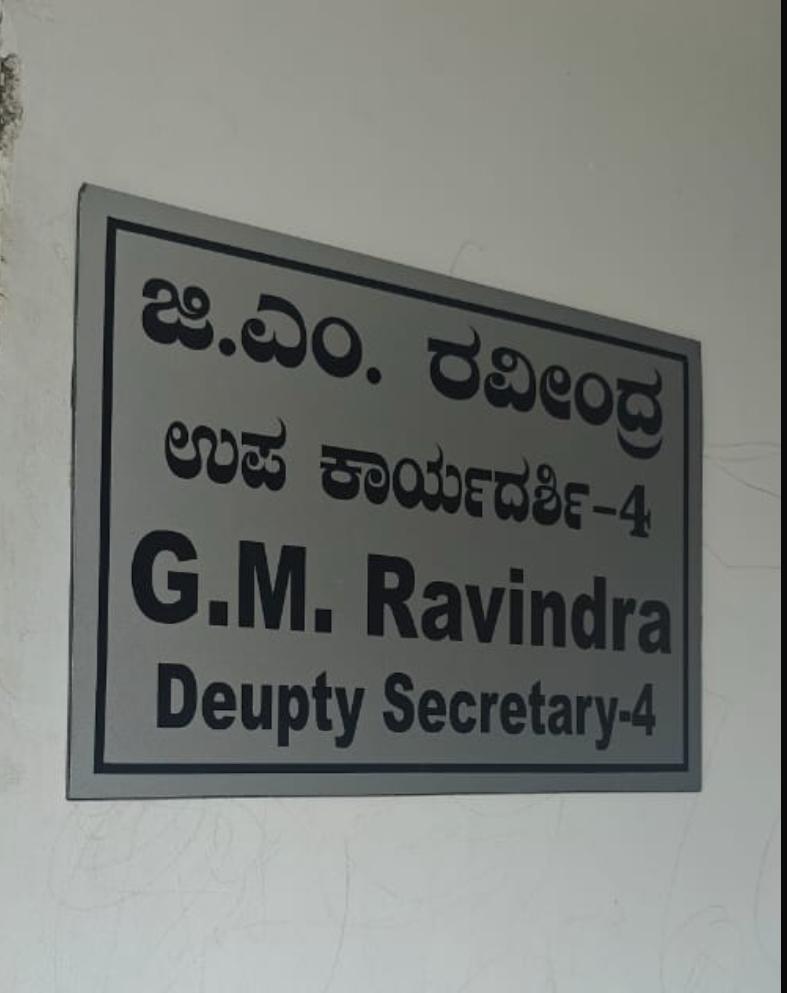 ಜಿ.ಎಂ. ರವೀಂದ್ರ
ಉಪ ಕಾರ್ಯದರ್ಶಿ-4
G.M. Ravindra
Deupty Secretary-4